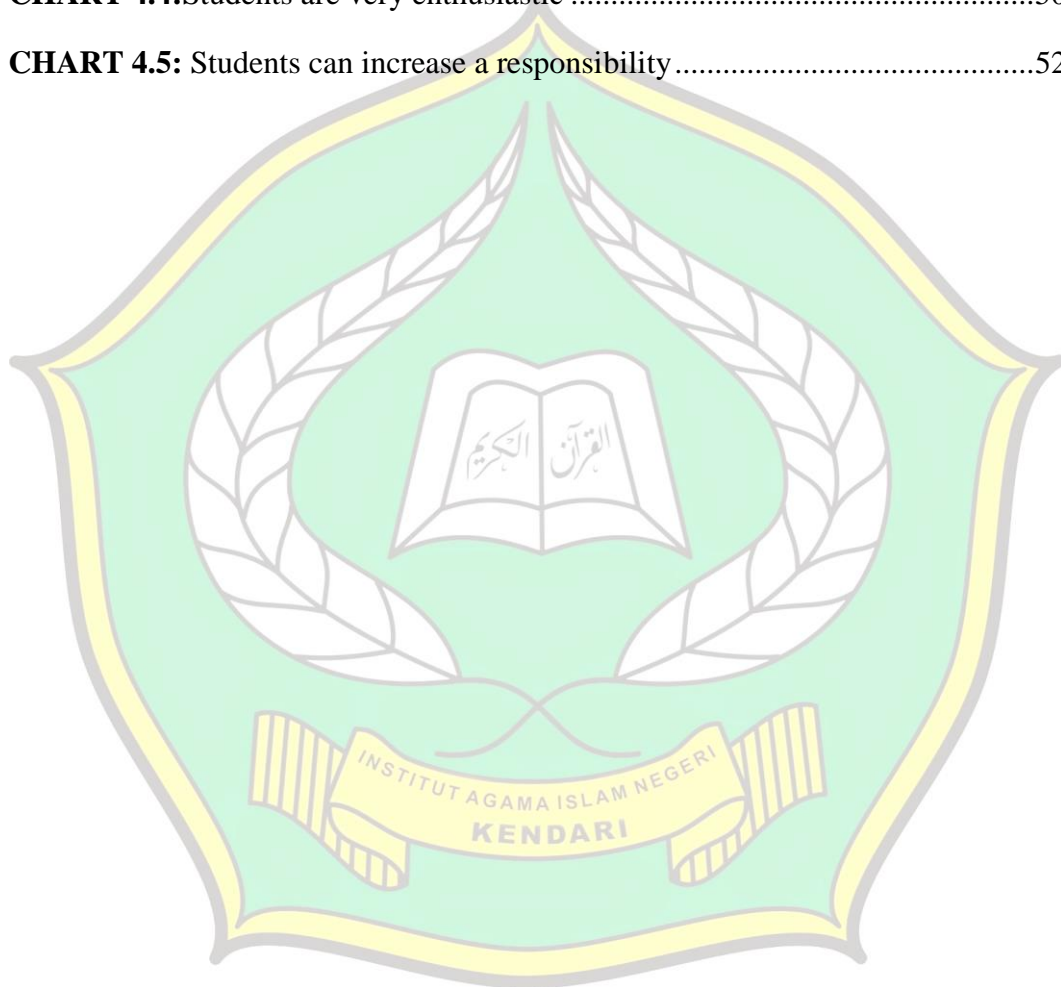 CHART 4.4:Students are very enthusiastic ....................................................................................
CHART 4.5: Students can increase a responsibility....................................52
القرآن الكريم
INSTITUT AGAMA ISLAM NEGERI
KENDARI